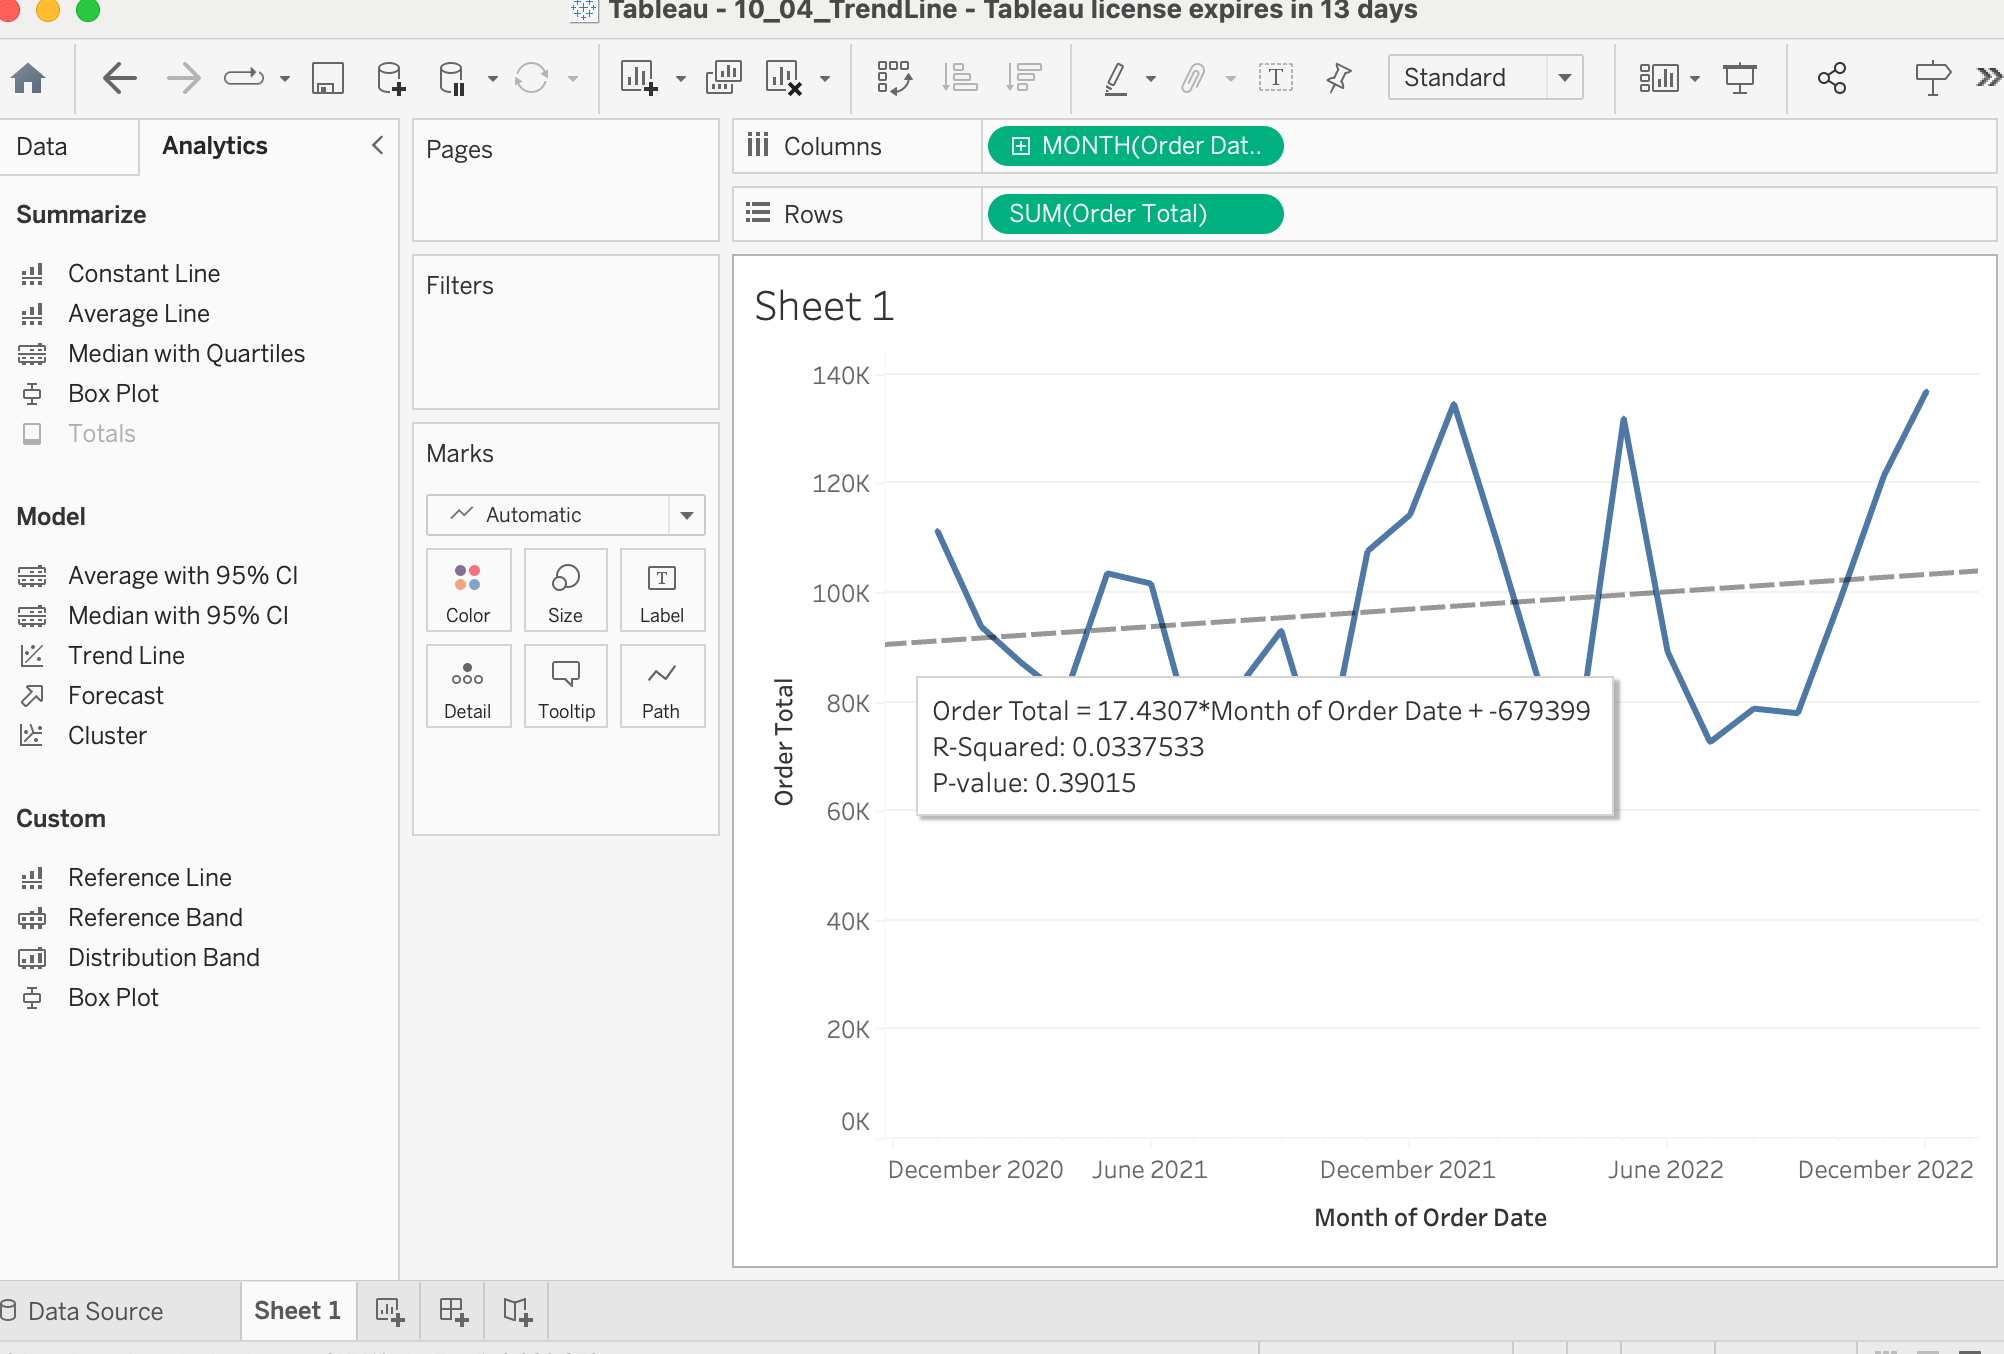 Tableau - 10_04_TrendLine - Tableau license expires in 13 days
Standard
Data
Analytics
Summarize
Constant Line
Average Line
Median with Quartiles
Box Plot
Totals
Model
Average with 95% CI
Median with 95% CI
Trend Line
Forecast
Cluster
Custom
Reference Line
Reference Band
Distribution Band
Box Plot
Pages
Filters
Marks
Automatic
Color
Size
Label
Detail
Tooltip
Path
Columns
MONTH(Order Dat..
Rows
SUM(Order Total)
Sheet 1
140K
120K
100K
80K
60K
40K
20K
0K
Order Total
Order Total = 17.4307*Month of Order Date + -679399
R-Squared: 0.0337533
P-value: 0.39015
December 2020
June 2021
December 2021
June 2022
December 2022
Month of Order Date
Data Source
Sheet 1